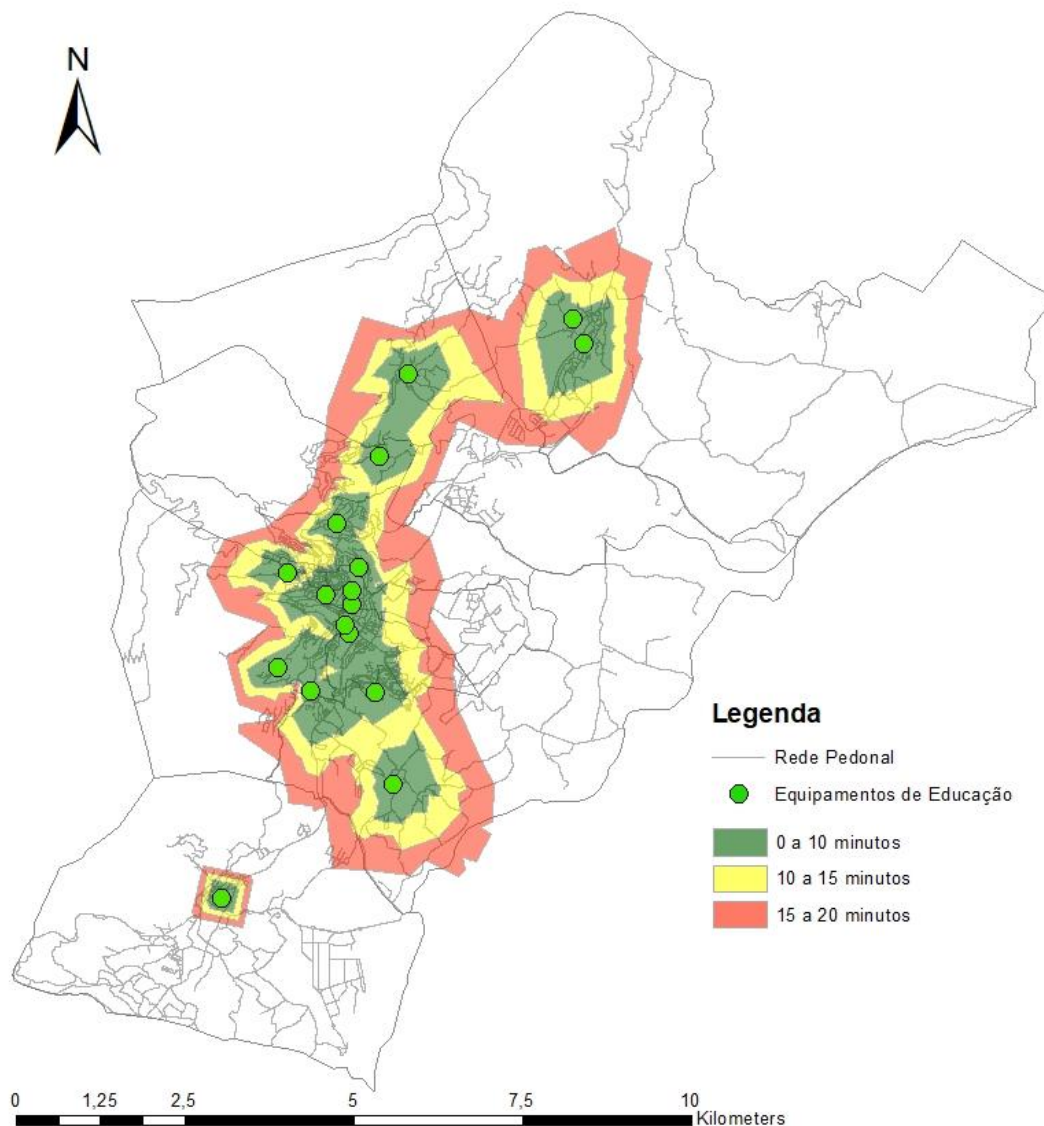 N
Legenda
Rede Pedonal
Equipamentos de Educação
0 a 10 minutos
10 a 15 minutos
15 a 20 minutos
0 1,25 2,5 5 7,5 10
Kilometers